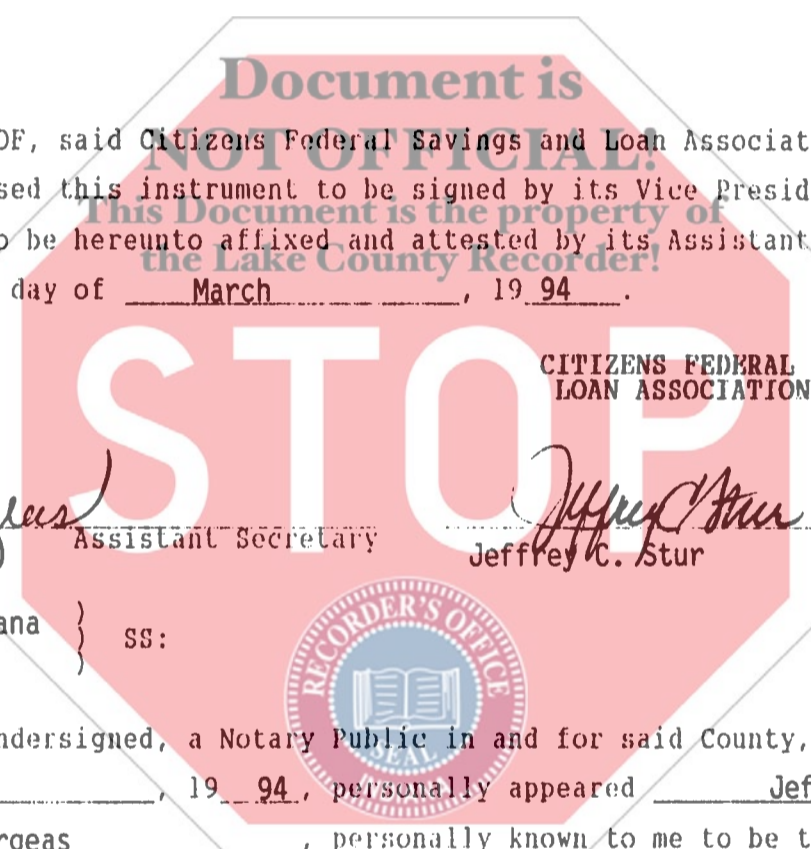 Document is
OF, said Citizens Federal Savings and Loan Associat
NOT OFFICIAL!
sed this instrument to be signed by its Vice Presid
This Document is the property of
o be hereunto affixed and attested by its Assistant
the Lake County Recorder!
day of March, 19 94.
STOP
CITIZENS FEDERAL
LOAN ASSOCIATION
eas
Jeffrey C Stur
Assistant Secretary
Jeffrey C. Stur
ana ) SS:
RECORDER'S OFFICE
SEAL
INDIANA
ndersigned, a Notary Public in and for said County,
, 19 94, personally appeared Jef
rgeas, personally known to me to be t